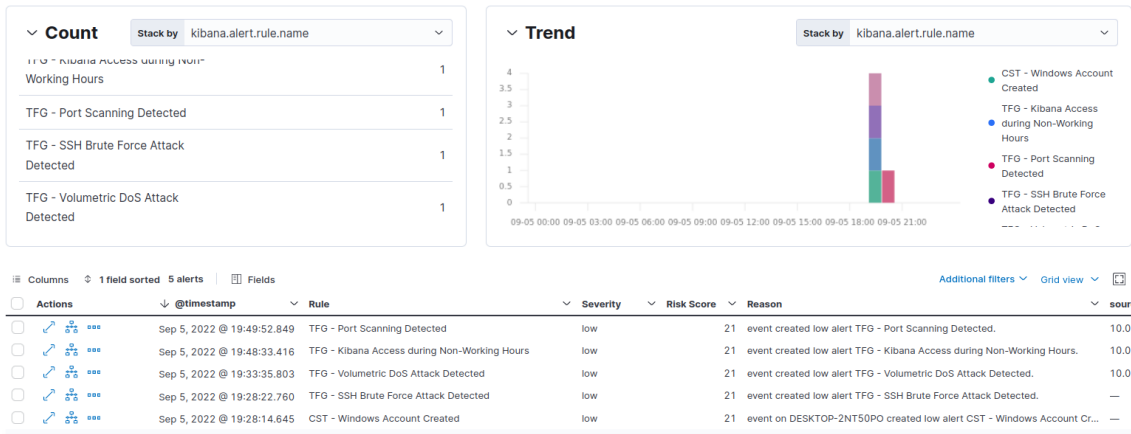 Count
Stack by kibana.alert.rule.name
TFG - Kibana Access during Non-
Working Hours
1
TFG - Port Scanning Detected
1
TFG - SSH Brute Force Attack
Detected
1
TFG - Volumetric DoS Attack
Detected
1
Trend
Stack by kibana.alert.rule.name
4
3.5
3
2.5
2
1.5
1
0.5
0
09-05 00:00 09-05 03:00 09-05 06:00 09-05 09:00 09-05 12:00 09-05 15:00 09-05 18:00 09-05 21:00
CST - Windows Account
Created
TFG - Kibana Access
during Non-Working
Hours
TFG - Port Scanning
Detected
TFG - SSH Brute Force
Attack Detected
Columns 1 field sorted 5 alerts Fields Additional filters Grid view
Actions @timestamp Rule Severity Risk Score Reason sour
Sep 5, 2022 @ 19:49:52.849 TFG - Port Scanning Detected low 21 event created low alert TFG - Port Scanning Detected. 10.0
Sep 5, 2022 @ 19:48:33.416 TFG - Kibana Access during Non-Working Hours low 21 event created low alert TFG - Kibana Access during Non-Working Hours. 10.0
Sep 5, 2022 @ 19:33:35.803 TFG - Volumetric DoS Attack Detected low 21 event created low alert TFG - Volumetric DoS Attack Detected. 10.0
Sep 5, 2022 @ 19:28:22.760 TFG - SSH Brute Force Attack Detected low 21 event created low alert TFG - SSH Brute Force Attack Detected. —
Sep 5, 2022 @ 19:28:14.645 CST - Windows Account Created low 21 event on DESKTOP-2NT50PO created low alert CST - Windows Account Cr... —